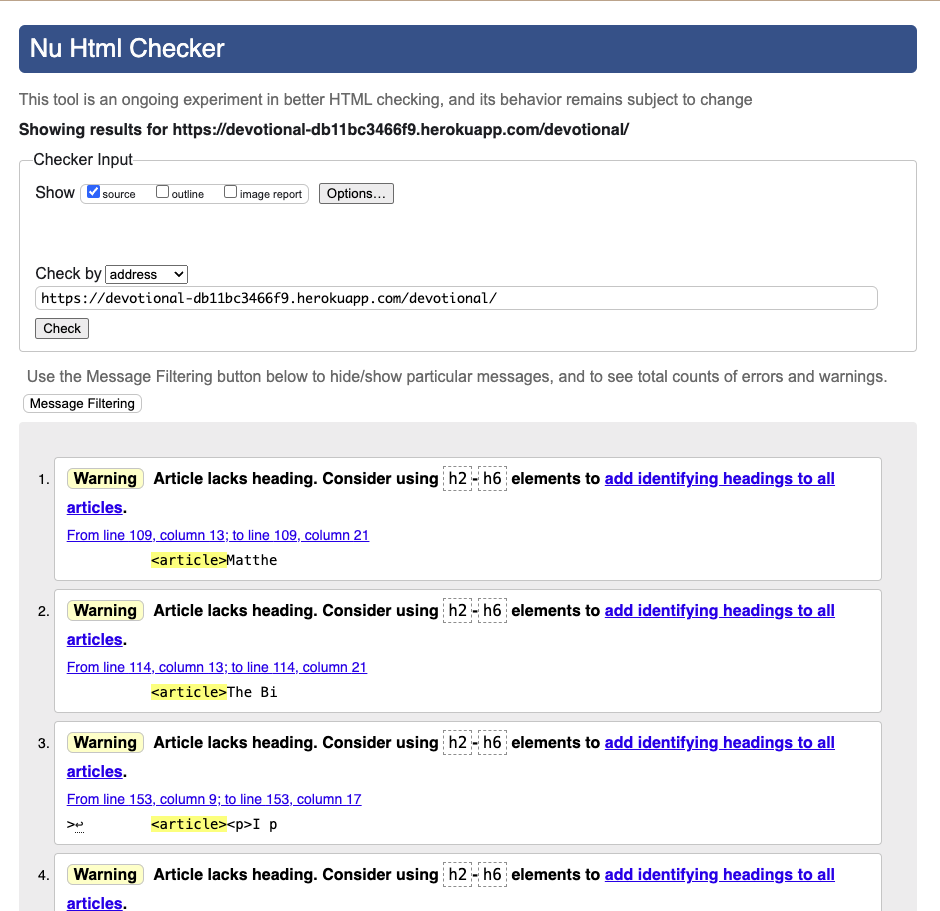 Nu Html Checker
This tool is an ongoing experiment in better HTML checking, and its behavior remains subject to change
Showing results for https://devotional-db11bc3466f9.herokuapp.com/devotional/
Checker Input
Show source outline image report Options...
Check by address
https://devotional-db11bc3466f9.herokuapp.com/devotional/
Check
Use the Message Filtering button below to hide/show particular messages, and to see total counts of errors and warnings.
Message Filtering
1. Warning Article lacks heading. Consider using h2-h6 elements to add identifying headings to all
articles.
From line 109, column 13; to line 109, column 21
<article>Matthe
2. Warning Article lacks heading. Consider using h2-h6 elements to add identifying headings to all
articles.
From line 114, column 13; to line 114, column 21
<article>The Bi
3. Warning Article lacks heading. Consider using h2-h6 elements to add identifying headings to all
articles.
From line 153, column 9; to line 153, column 17
>↩ <article><p>I p
4. Warning Article lacks heading. Consider using h2-h6 elements to add identifying headings to all
articles.